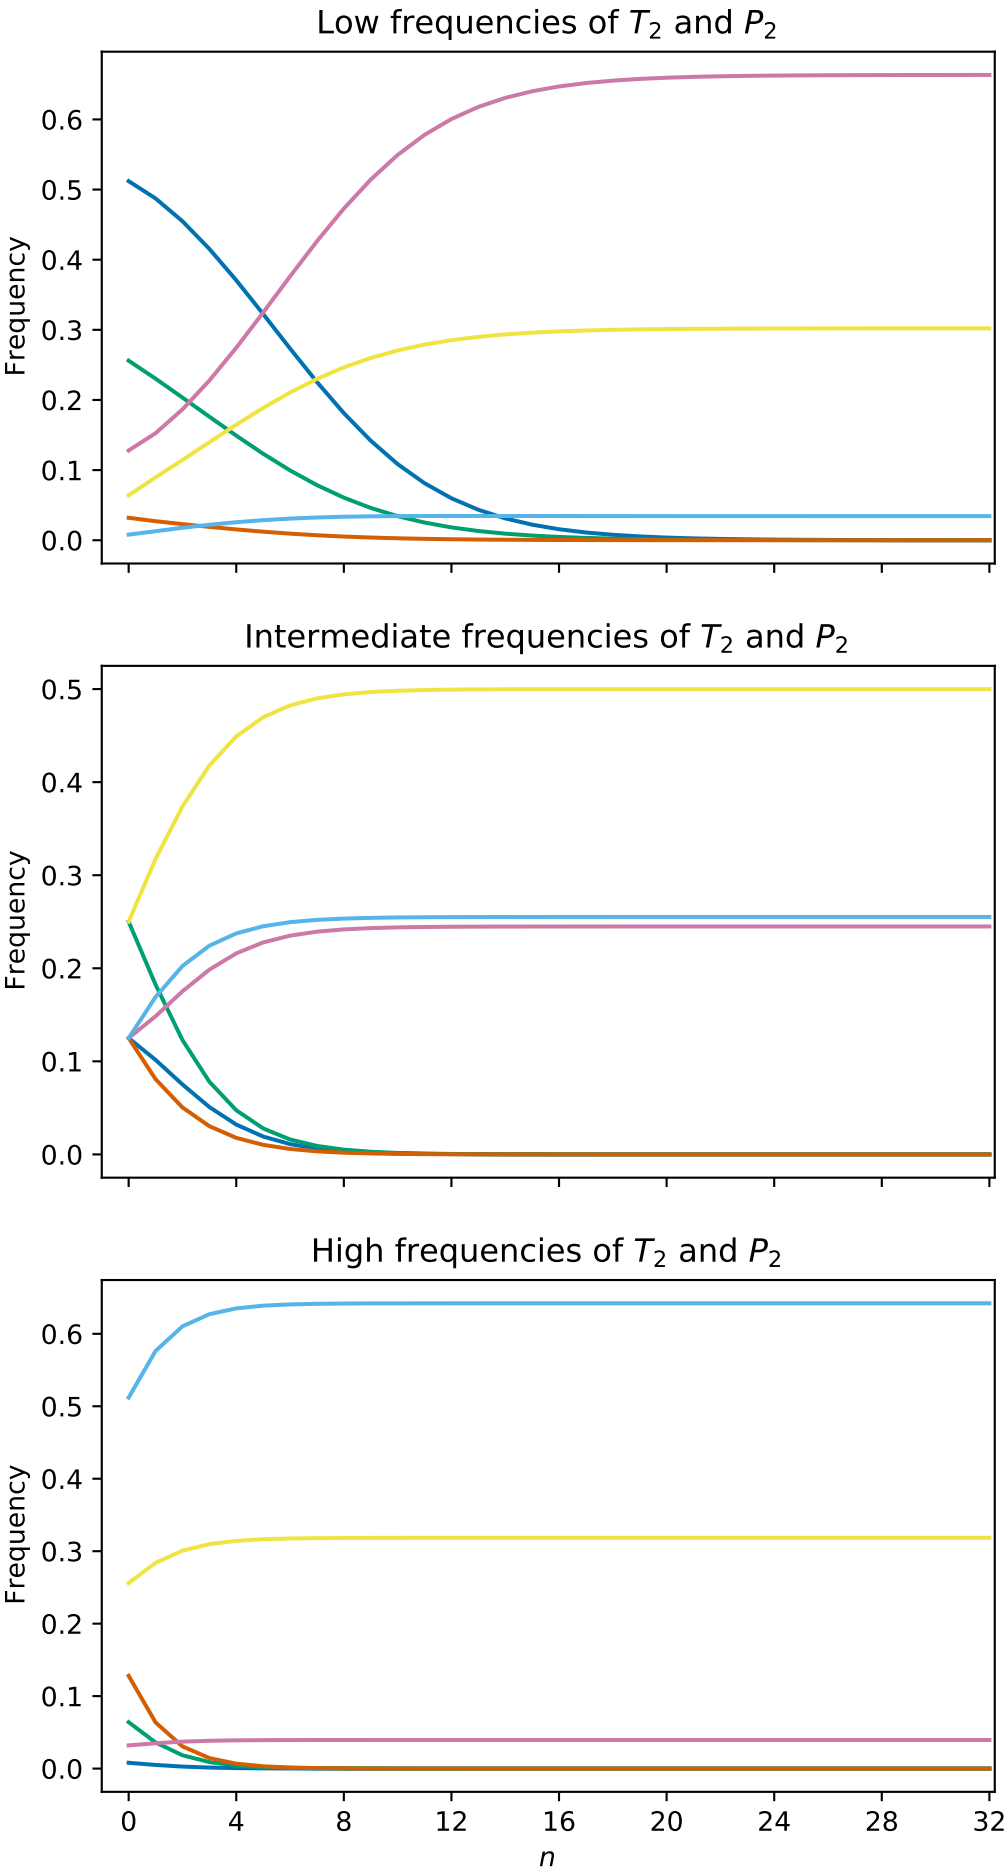 Low frequencies of T₂ and P₂
Frequency
0.6
0.5
0.4
0.3
0.2
0.1
0.0
Intermediate frequencies of T₂ and P₂
Frequency
0.5
0.4
0.3
0.2
0.1
0.0
High frequencies of T₂ and P₂
Frequency
0.6
0.5
0.4
0.3
0.2
0.1
0.0
0 4 8 12 16 20 24 28 32
n